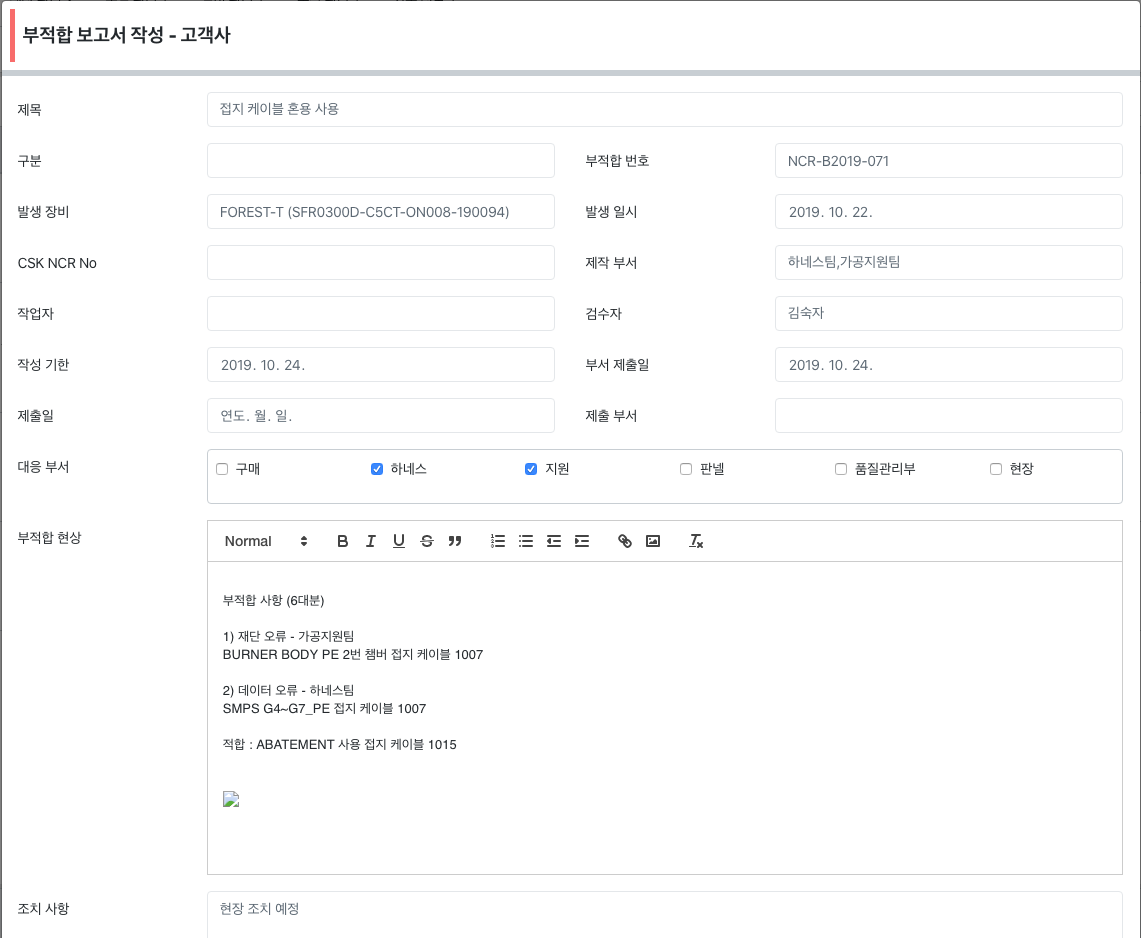 부적합 보고서 작성 - 고객사
제목 접지 케이블 혼용 사용
구분 부적합 번호 NCR-B2019-071
발생 장비 FOREST-T (SFR0300D-C5CT-ON008-190094) 발생 일시 2019. 10. 22.
CSK NCR No 제작 부서 하네스팀,가공지원팀
작업자 검수자 김숙자
작성 기한 2019. 10. 24. 부서 제출일 2019. 10. 24.
제출일 연도. 월. 일. 제출 부서
대응 부서 구매 하네스 지원 판넬 품질관리부 현장
부적합 현상 Normal
부적합 사항 (6대분)
1) 재단 오류 - 가공지원팀
BURNER BODY PE 2번 챔버 접지 케이블 1007
2) 데이터 오류 - 하네스팀
SMPS G4~G7_PE 접지 케이블 1007
적합 : ABATEMENT 사용 접지 케이블 1015
조치 사항 현장 조치 예정